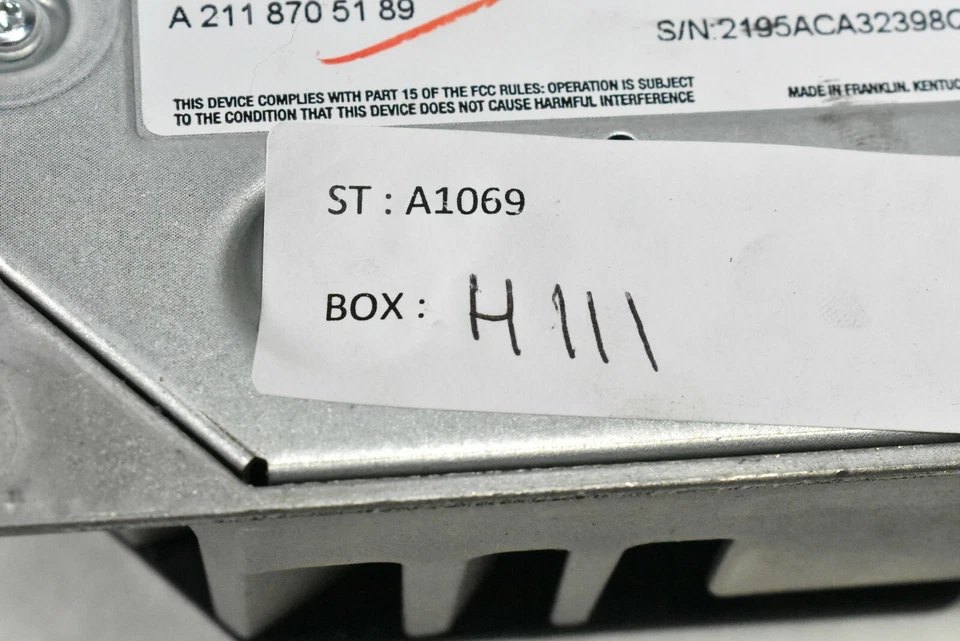 A 211 870 51 89
S/N:2195ACA32398
THIS DEVICE COMPLIES WITH PART 15 OF THE FCC RULES: OPERATION IS SUBJECT
TO THE CONDITION THAT THIS DEVICE DOES NOT CAUSE HARMFUL INTERFERENCE
MADE IN FRANKLIN. KENTUC
ST : A1069
BOX : H 111